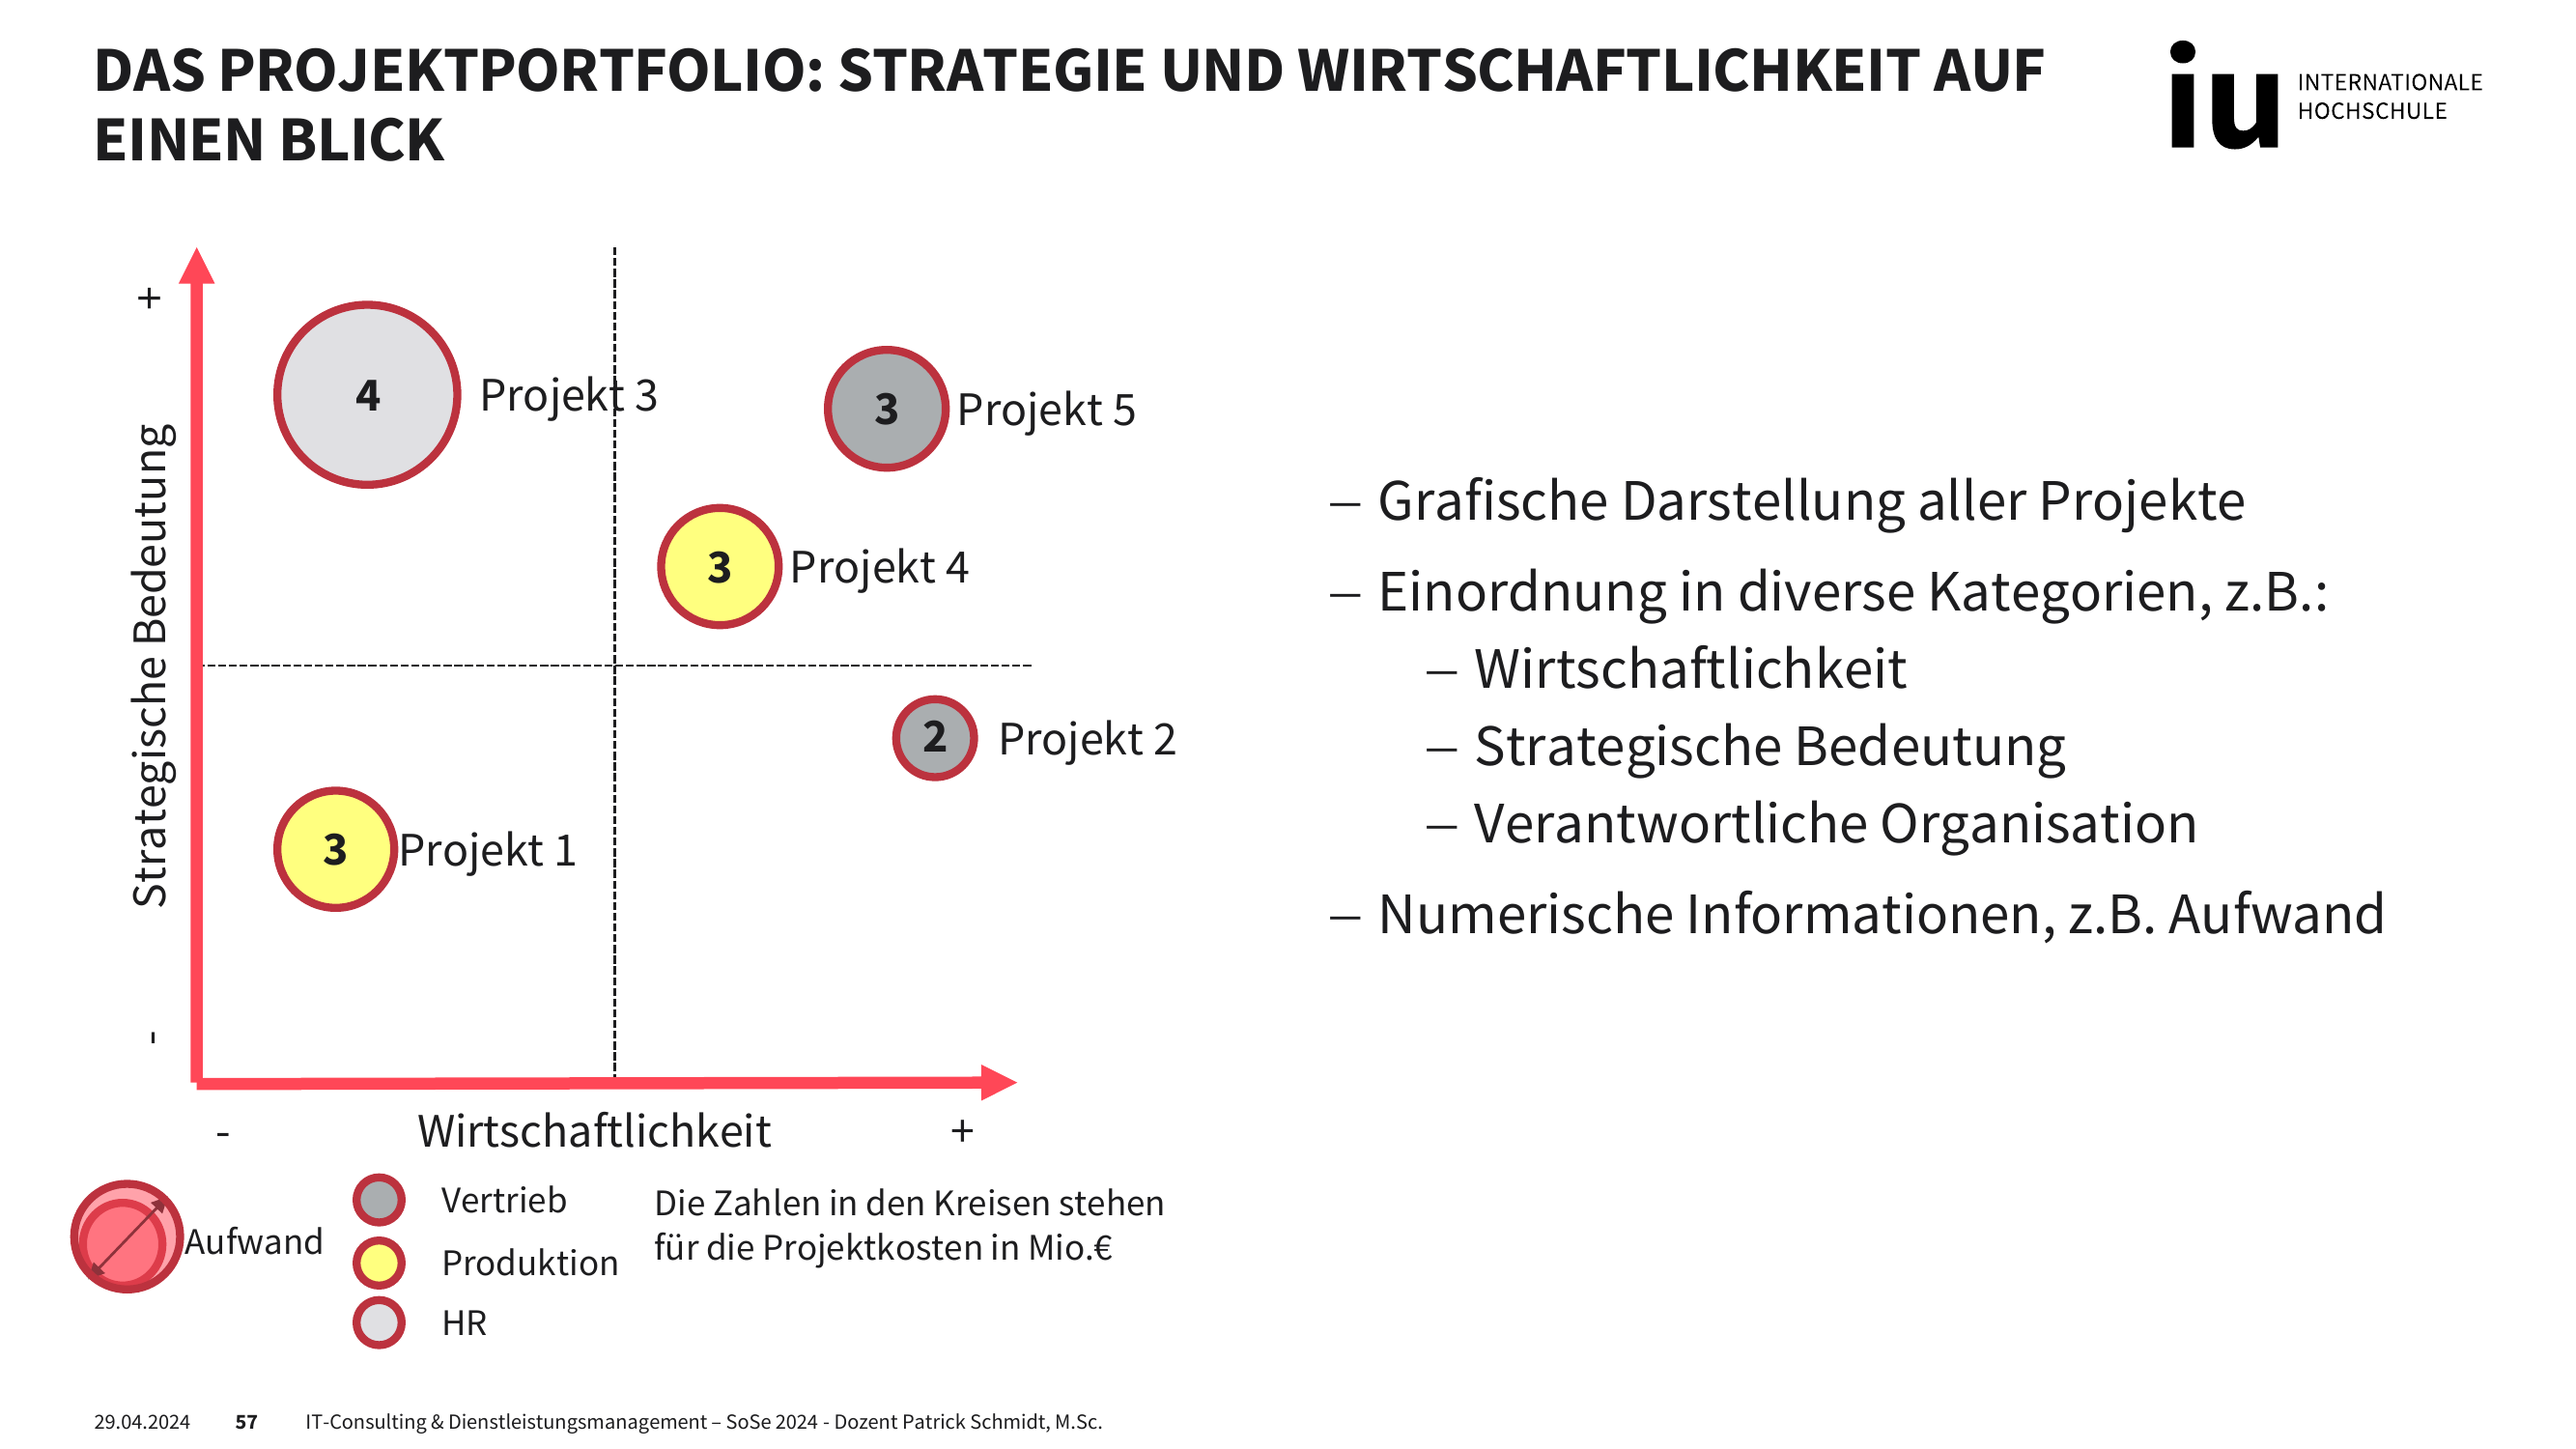 DAS PROJEKTPORTFOLIO: STRATEGIE UND WIRTSCHAFTLICHKEIT AUF
EINEN BLICK
iu INTERNATIONALE
HOCHSCHULE
+
Strategische Bedeutung
-
4 Projekt 3
3 Projekt 5
3 Projekt 4
2 Projekt 2
3 Projekt 1
- Wirtschaftlichkeit +
Aufwand
Vertrieb
Produktion
HR
Die Zahlen in den Kreisen stehen
für die Projektkosten in Mio.€
– Grafische Darstellung aller Projekte
– Einordnung in diverse Kategorien, z.B.:
– Wirtschaftlichkeit
– Strategische Bedeutung
– Verantwortliche Organisation
– Numerische Informationen, z.B. Aufwand
29.04.2024 57 IT-Consulting & Dienstleistungsmanagement – SoSe 2024 - Dozent Patrick Schmidt, M.Sc.